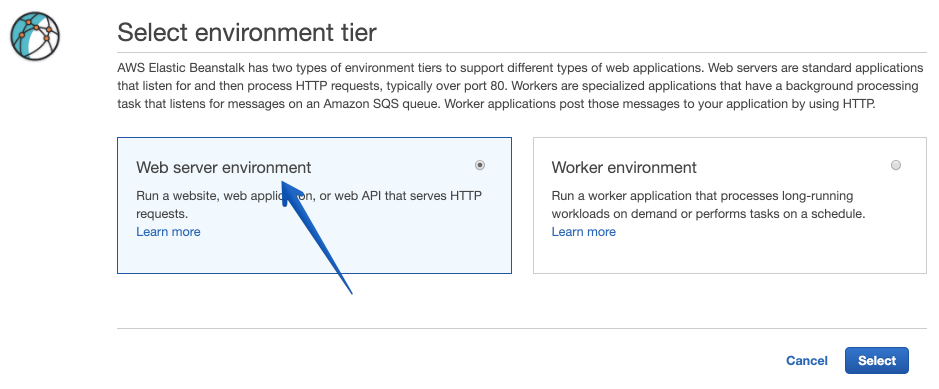 Select environment tier
AWS Elastic Beanstalk has two types of environment tiers to support different types of web applications. Web servers are standard applications
that listen for and then process HTTP requests, typically over port 80. Workers are specialized applications that have a background processing
task that listens for messages on an Amazon SQS queue. Worker applications post those messages to your application by using HTTP.
Web server environment
Run a website, web application, or web API that serves HTTP
requests.
Learn more
Worker environment
Run a worker application that processes long-running
workloads on demand or performs tasks on a schedule.
Learn more
Cancel
Select